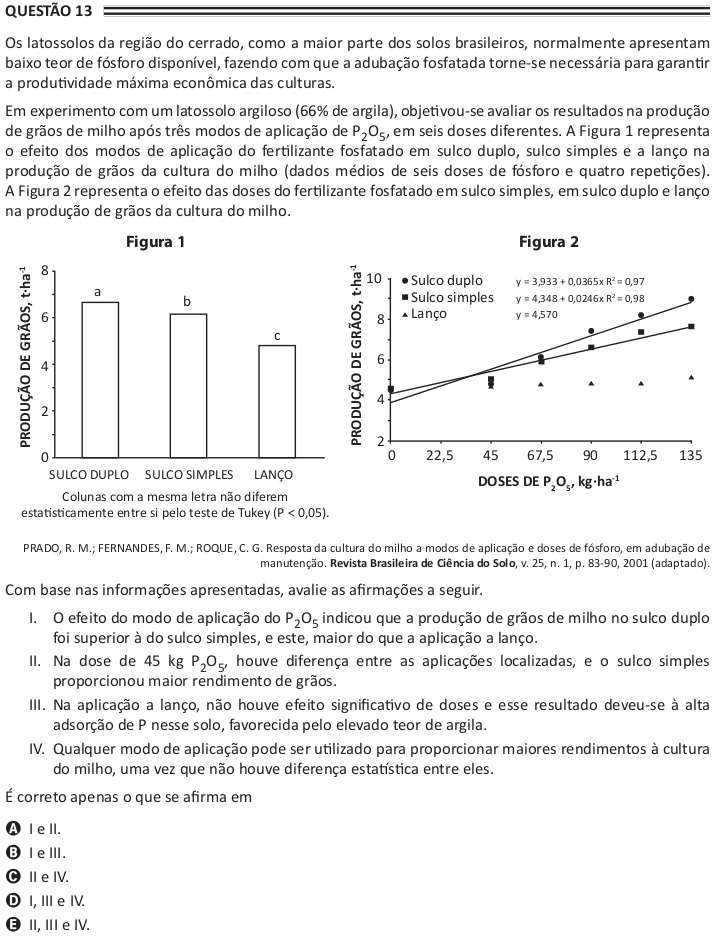 QUESTÃO 13
Os latossolos da região do cerrado, como a maior parte dos solos brasileiros, normalmente apresentam
baixo teor de fósforo disponível, fazendo com que a adubação fosfatada torne-se necessária para garantir
a produtividade máxima econômica das culturas.
Em experimento com um latossolo argiloso (66% de argila), objetivou-se avaliar os resultados na produção
de grãos de milho após três modos de aplicação de P₂O₅, em seis doses diferentes. A Figura 1 representa
o efeito dos modos de aplicação do fertilizante fosfatado em sulco duplo, sulco simples e a lanço na
produção de grãos da cultura do milho (dados médios de seis doses de fósforo e quatro repetições).
A Figura 2 representa o efeito das doses do fertilizante fosfatado em sulco simples, em sulco duplo e lanço
na produção de grãos da cultura do milho.
Figura 1
PRODUÇÃO DE GRÃOS, t·ha⁻¹
8
6
4
2
0
a
b
c
SULCO DUPLO SULCO SIMPLES LANÇO
Colunas com a mesma letra não diferem
estatisticamente entre si pelo teste de Tukey (P < 0,05).
Figura 2
PRODUÇÃO DE GRÃOS, t·ha⁻¹
10
8
6
4
2
Sulco duplo y = 3,933 + 0,0365x R² = 0,97
Sulco simples y = 4,348 + 0,0246x R² = 0,98
Lanço y = 4,570
0 22,5 45 67,5 90 112,5 135
DOSES DE P₂O₅, kg·ha⁻¹
PRADO, R. M.; FERNANDES, F. M.; ROQUE, C. G. Resposta da cultura do milho a modos de aplicação e doses de fósforo, em adubação de
manutenção. Revista Brasileira de Ciência do Solo, v. 25, n. 1, p. 83-90, 2001 (adaptado).
Com base nas informações apresentadas, avalie as afirmações a seguir.
I. O efeito do modo de aplicação do P₂O₅ indicou que a produção de grãos de milho no sulco duplo
foi superior à do sulco simples, e este, maior do que a aplicação a lanço.
II. Na dose de 45 kg P₂O₅, houve diferença entre as aplicações localizadas, e o sulco simples
proporcionou maior rendimento de grãos.
III. Na aplicação a lanço, não houve efeito significativo de doses e esse resultado deveu-se à alta
adsorção de P nesse solo, favorecida pelo elevado teor de argila.
IV. Qualquer modo de aplicação pode ser utilizado para proporcionar maiores rendimentos à cultura
do milho, uma vez que não houve diferença estatística entre eles.
É correto apenas o que se afirma em
A I e II.
B I e III.
C II e IV.
D I, III e IV.
E II, III e IV.